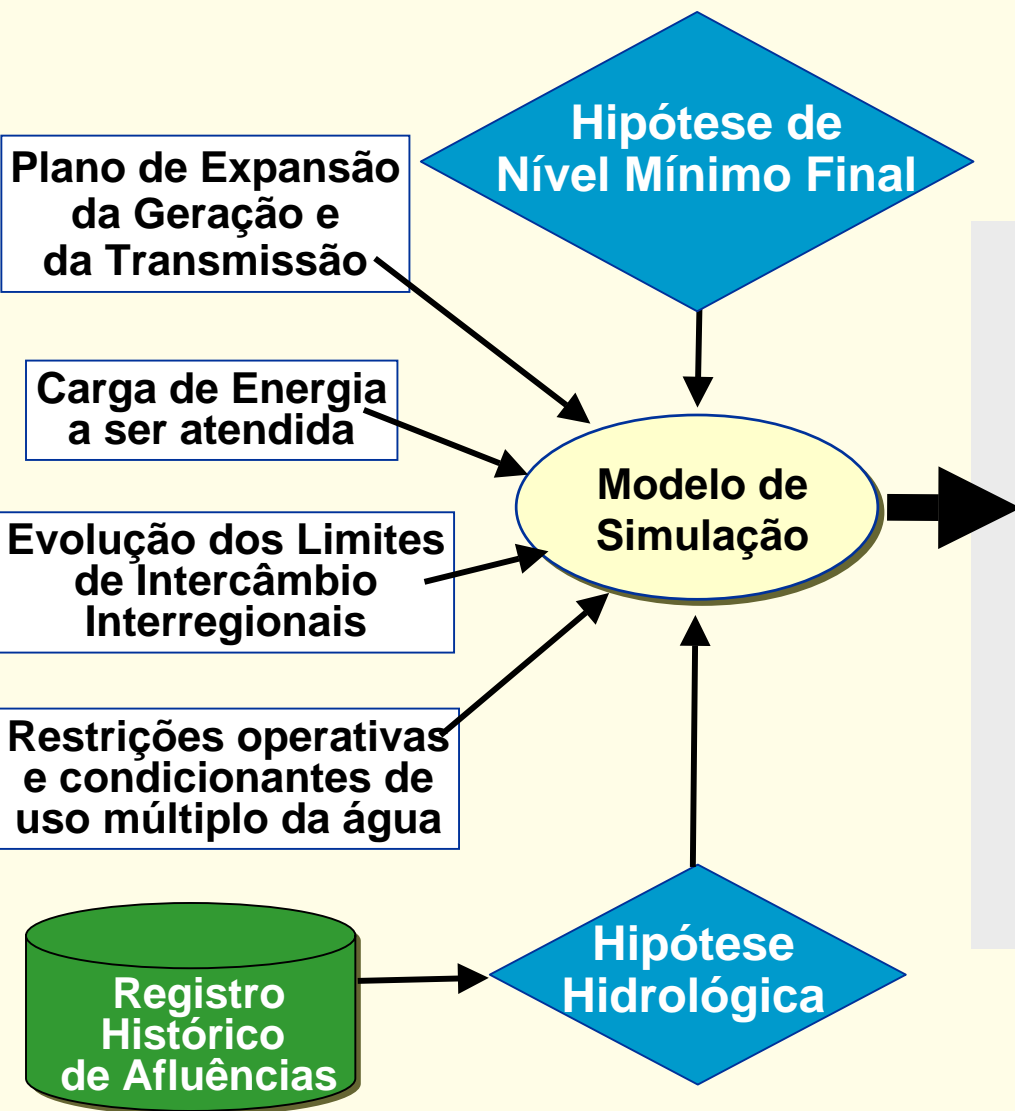 Hipótese de
Nível Mínimo Final
Plano de Expansão
da Geração e
da Transmissão
Carga de Energia
a ser atendida
Modelo de
Simulação
Evolução dos Limites
de Intercâmbio
Interregionais
Restrições operativas
e condicionantes de
uso múltiplo da água
Hipótese
Hidrológica
Registro
Histórico
de Afluências